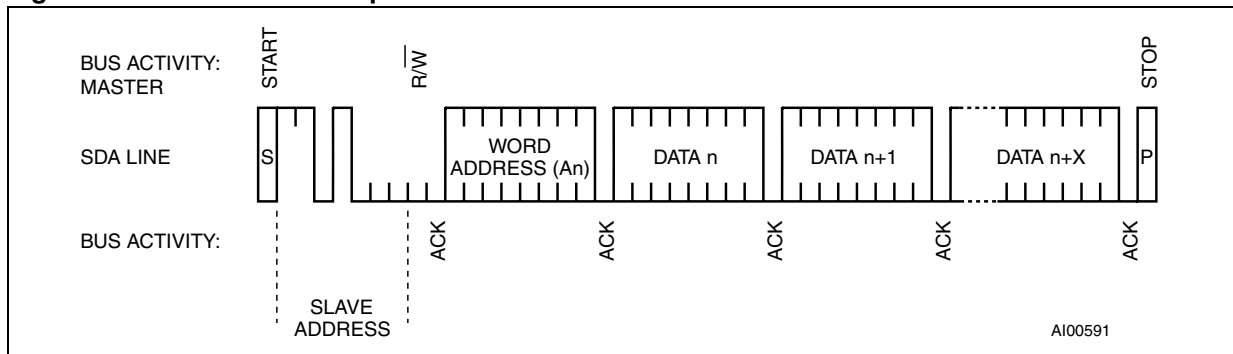 BUS ACTIVITY:
MASTER
START
R/W
STOP
SDA LINE
S
WORD
ADDRESS (An)
DATA n
DATA n+1
DATA n+X
P
BUS ACTIVITY:
ACK
ACK
ACK
ACK
ACK
SLAVE
ADDRESS
AI00591